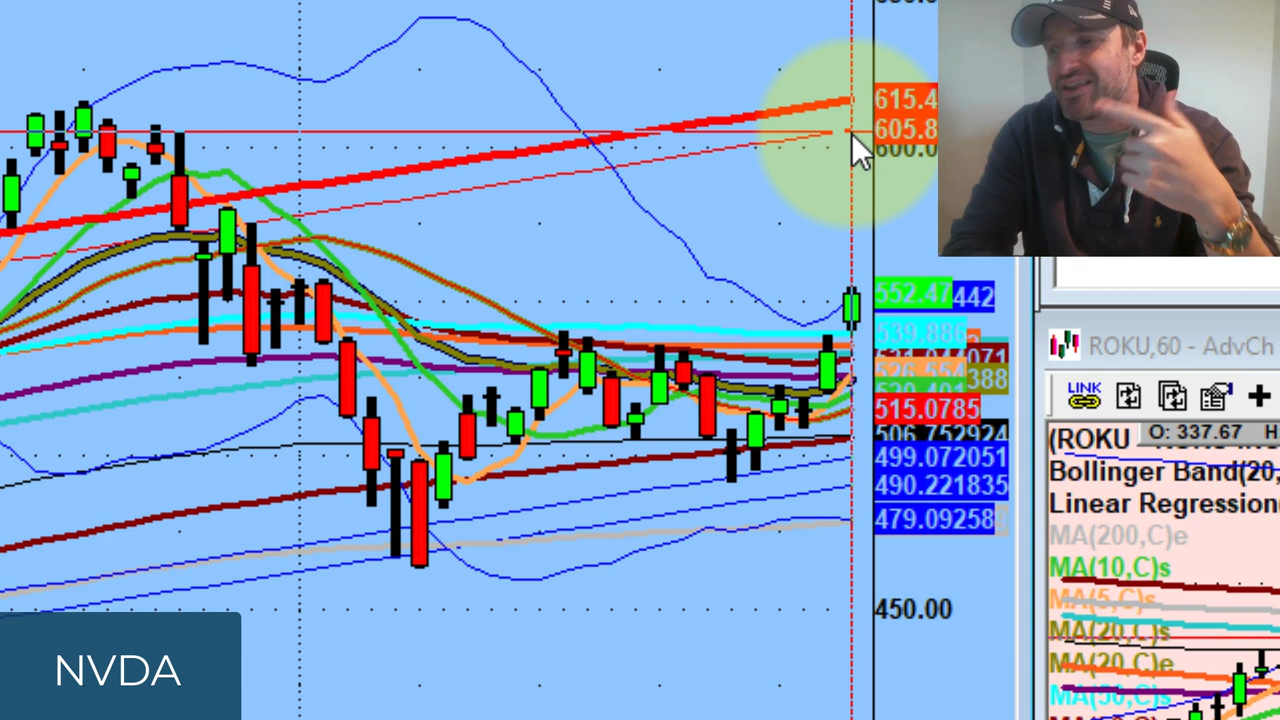 615.4
605.8
600.0
552.47
442
539.886
071
526.554
388
515.0785
506.752924
499.072051
490.221835
479.09258
450.00
NVDA
ROKU,60 - AdvCh
LINK
(ROKU O: 337.67 H
Bollinger Band(20,
Linear Regression
MA(200,C)e
MA(10,C)s
MA(5,C)s
MA(20,C)s
MA(20,C)e
MA(50,C)s